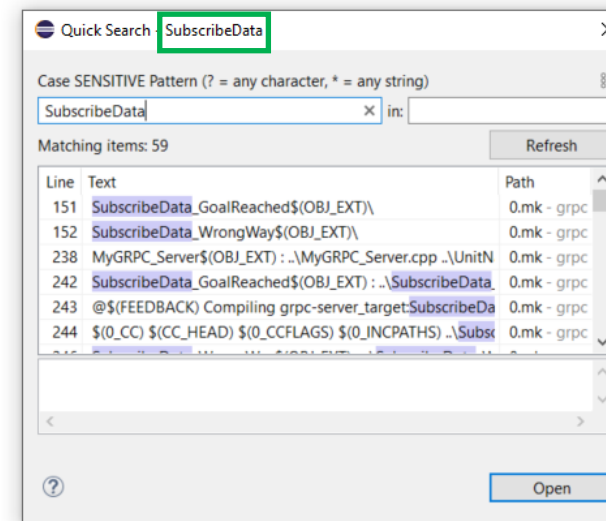 Quick Search - SubscribeData
Case SENSITIVE Pattern (? = any character, * = any string)
SubscribeData in:
Matching items: 59 Refresh
Line Text Path
151 SubscribeData_GoalReached$(OBJ_EXT)\ 0.mk - grpc
152 SubscribeData_WrongWay$(OBJ_EXT)\ 0.mk - grpc
238 MyGRPC_Server$(OBJ_EXT) : ..\MyGRPC_Server.cpp ..\UnitN 0.mk - grpc
242 SubscribeData_GoalReached$(OBJ_EXT) : ..\SubscribeData_ 0.mk - grpc
243 @$(FEEDBACK) Compiling grpc-server_target:SubscribeDa 0.mk - grpc
244 $(0_CC) $(CC_HEAD) $(0_CCFLAGS) $(0_INCPATHS) ..\Subsc 0.mk - grpc
Open